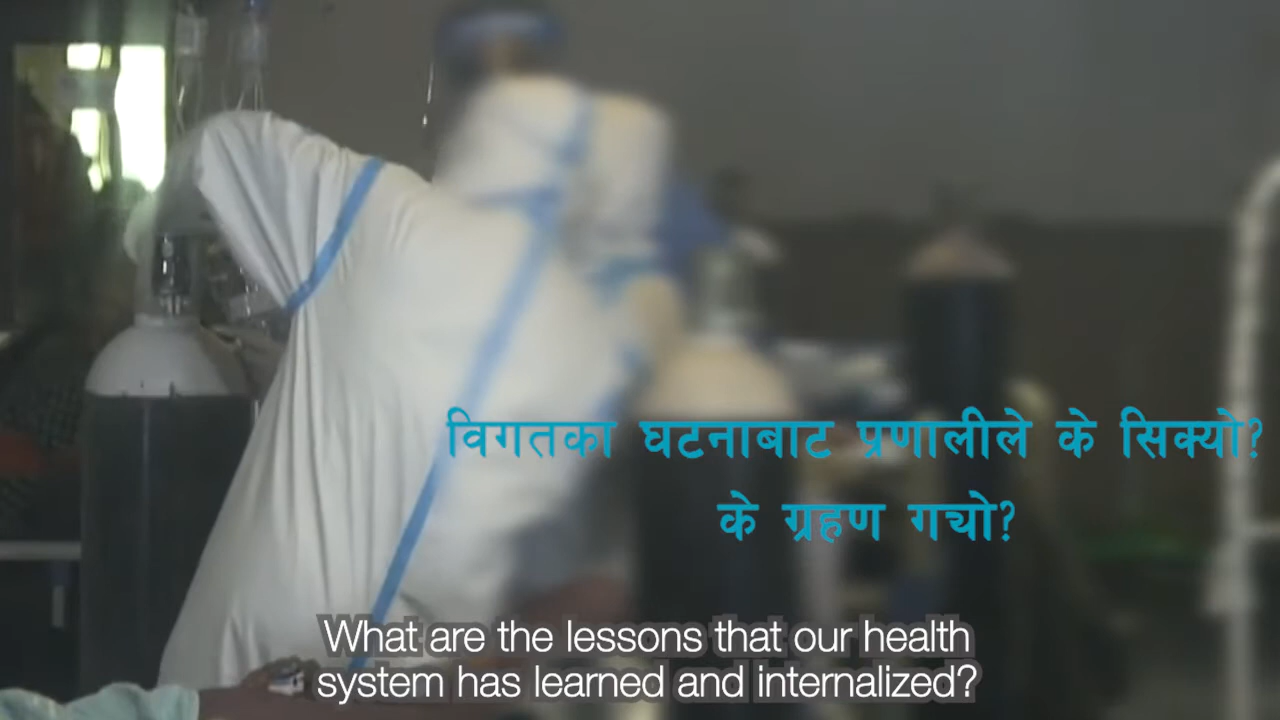 विगतका घटनाबाट प्रणालीले के सिक्यो?
के ग्रहण गर्‍यो?
What are the lessons that our health
system has learned and internalized?